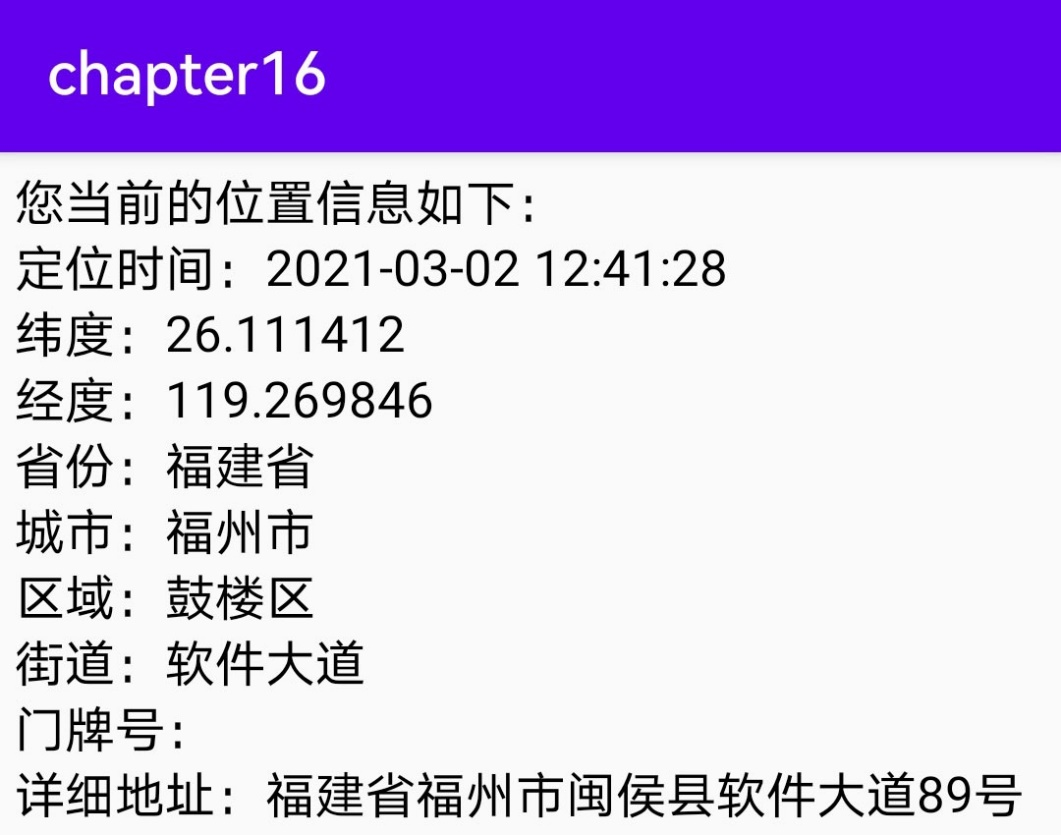 chapter16
您当前的位置信息如下：
定位时间：2021-03-02 12:41:28
纬度：26.111412
经度：119.269846
省份：福建省
城市：福州市
区域：鼓楼区
街道：软件大道
门牌号：
详细地址：福建省福州市闽侯县软件大道89号